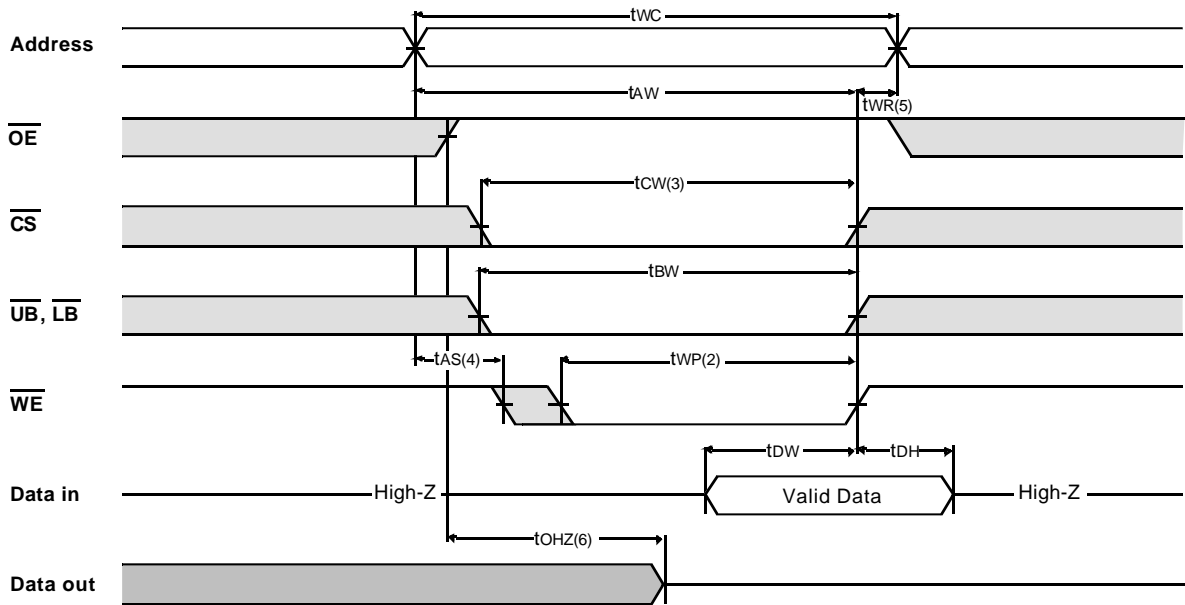 tWC
Address
tAW
tWR(5)
OE
tCW(3)
CS
tBW
UB, LB
tAS(4)
tWP(2)
WE
tDW
tDH
Data in
High-Z
Valid Data
High-Z
tOHZ(6)
Data out